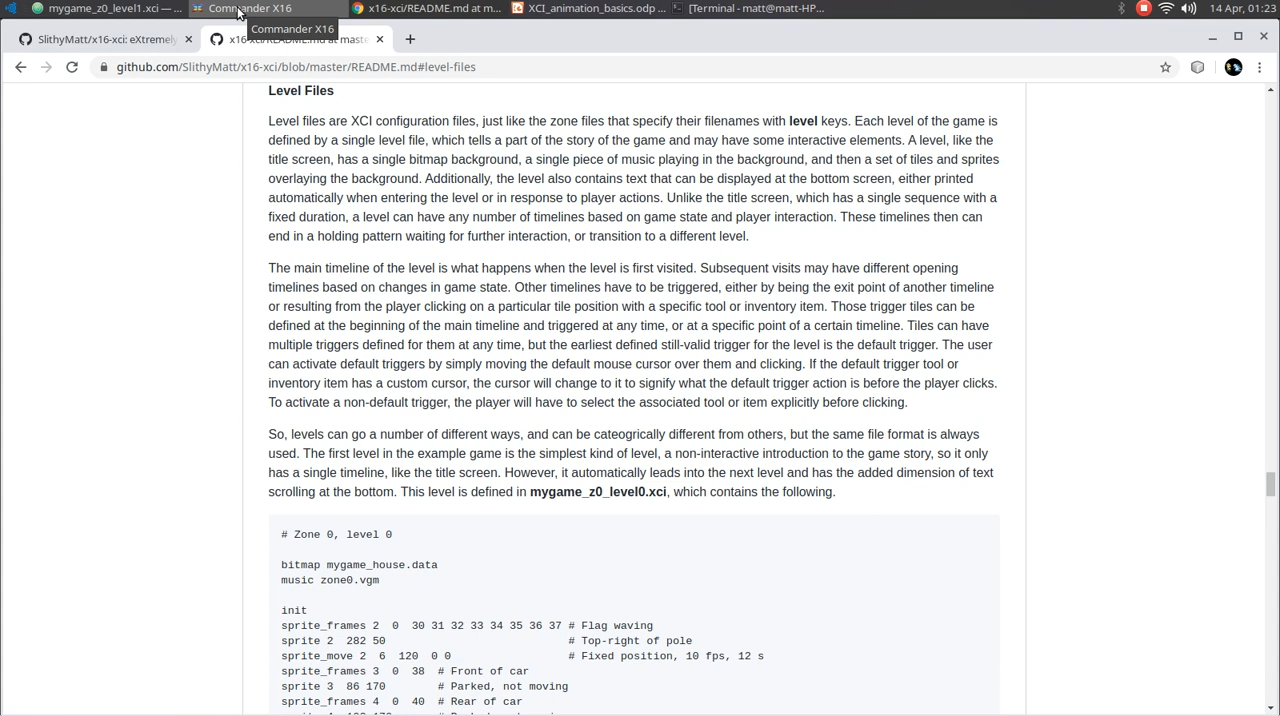 mygame_z0_level1.xci — ...
Commander X16
x16-xci/README.md at m...
XCI_animation_basics.odp ...
[Terminal - matt@matt-HP...
14 Apr, 01:23
SlithyMatt/x16-xci: eXtremely
x16-xci/README.md at master
Commander X16
github.com/SlithyMatt/x16-xci/blob/master/README.md#level-files
Level Files
Level files are XCI configuration files, just like the zone files that specify their filenames with level keys. Each level of the game is
defined by a single level file, which tells a part of the story of the game and may have some interactive elements. A level, like the
title screen, has a single bitmap background, a single piece of music playing in the background, and then a set of tiles and sprites
overlaying the background. Additionally, the level also contains text that can be displayed at the bottom screen, either printed
automatically when entering the level or in response to player actions. Unlike the title screen, which has a single sequence with a
fixed duration, a level can have any number of timelines based on game state and player interaction. These timelines then can
end in a holding pattern waiting for further interaction, or transition to a different level.
The main timeline of the level is what happens when the level is first visited. Subsequent visits may have different opening
timelines based on changes in game state. Other timelines have to be triggered, either by being the exit point of another timeline
or resulting from the player clicking on a particular tile position with a specific tool or inventory item. Those trigger tiles can be
defined at the beginning of the main timeline and triggered at any time, or at a specific point of a certain timeline. Tiles can have
multiple triggers defined for them at any time, but the earliest defined still-valid trigger for the level is the default trigger. The user
can activate default triggers by simply moving the default mouse cursor over them and clicking. If the default trigger tool or
inventory item has a custom cursor, the cursor will change to it to signify what the default trigger action is before the player clicks.
To activate a non-default trigger, the player will have to select the associated tool or item explicitly before clicking.
So, levels can go a number of different ways, and can be cateogrically different from others, but the same file format is always
used. The first level in the example game is the simplest kind of level, a non-interactive introduction to the game story, so it only
has a single timeline, like the title screen. However, it automatically leads into the next level and has the added dimension of text
scrolling at the bottom. This level is defined in mygame_z0_level0.xci, which contains the following.
# Zone 0, level 0
bitmap mygame_house.data
music zone0.vgm
init
sprite_frames 2 0 30 31 32 33 34 35 36 37 # Flag waving
sprite 2 282 50 # Top-right of pole
sprite_move 2 6 120 0 0 # Fixed position, 10 fps, 12 s
sprite_frames 3 0 38 # Front of car
sprite 3 86 170 # Parked, not moving
sprite_frames 4 0 40 # Rear of car